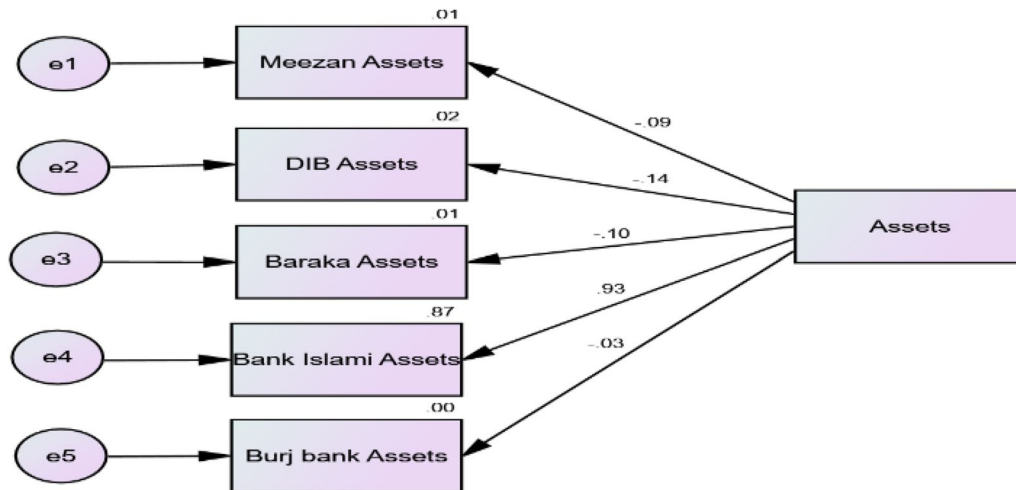 .01
e1
Meezan Assets
-.09
.02
e2
DIB Assets
-.14
Assets
.01
e3
Baraka Assets
-.10
.93
.87
e4
Bank Islami Assets
-.03
.00
e5
Burj bank Assets